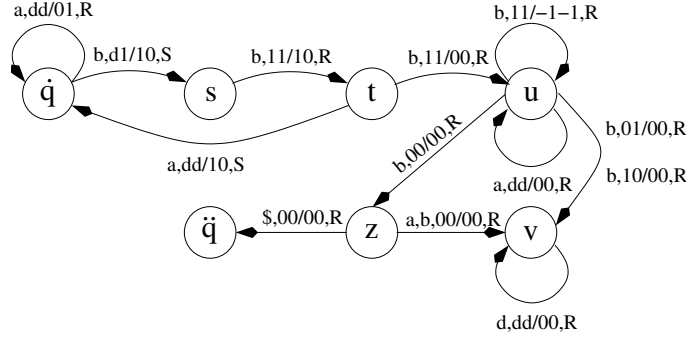 a,dd/01,R
b,11/−1−1,R
b,d1/10,S
b,11/10,R
b,11/00,R
q̇
s
t
u
b,01/00,R
b,00/00,R
a,dd/10,S
b,10/00,R
a,dd/00,R
q̈
$,00/00,R
z
a,b,00/00,R
v
d,dd/00,R